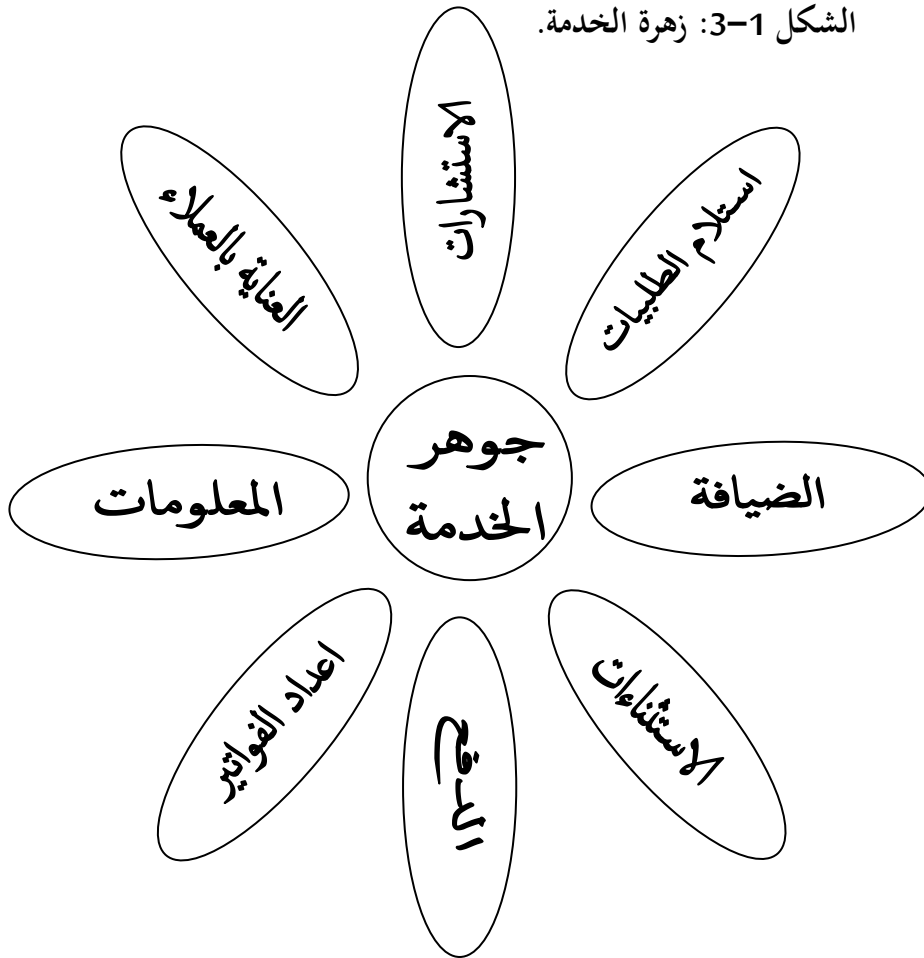 الشكل 1-3: زهرة الخدمة.
الاستشارات
استلام الطلبيات
العناية بالعملاء
جوهر
الخدمة
الضيافة
المعلومات
الاستثناءات
اعداد الفواتير
الدفع